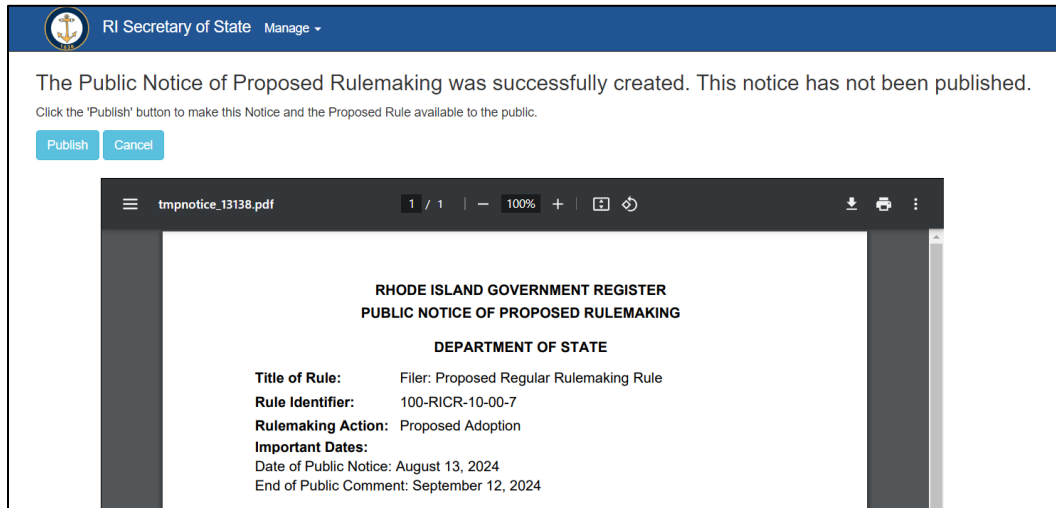 RI Secretary of State Manage
The Public Notice of Proposed Rulemaking was successfully created. This notice has not been published.
Click the 'Publish' button to make this Notice and the Proposed Rule available to the public.
Publish Cancel
tmpnotice_13138.pdf 1 / 1 | − 100% + |
RHODE ISLAND GOVERNMENT REGISTER
PUBLIC NOTICE OF PROPOSED RULEMAKING
DEPARTMENT OF STATE
Title of Rule: Filer: Proposed Regular Rulemaking Rule
Rule Identifier: 100-RICR-10-00-7
Rulemaking Action: Proposed Adoption
Important Dates:
Date of Public Notice: August 13, 2024
End of Public Comment: September 12, 2024